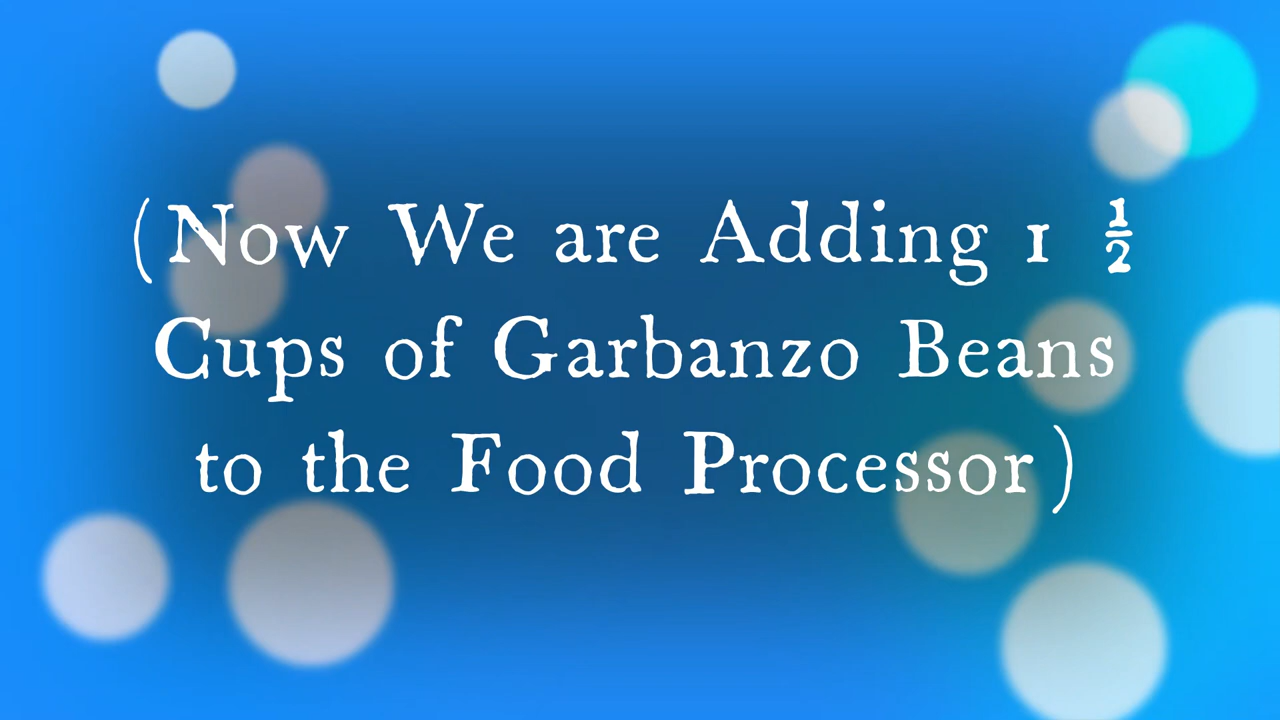 (Now We are Adding 1 ½
Cups of Garbanzo Beans
to the Food Processor)